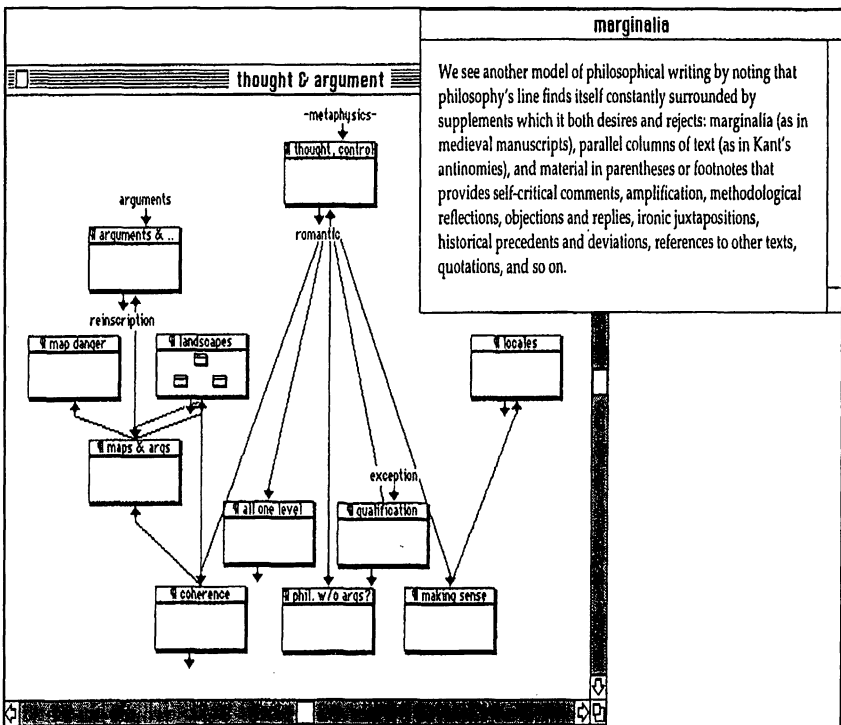 marginalia
We see another model of philosophical writing by noting that
philosophy's line finds itself constantly surrounded by
supplements which it both desires and rejects: marginalia (as in
medieval manuscripts), parallel columns of text (as in Kant's
antinomies), and material in parentheses or footnotes that
provides self-critical comments, amplification, methodological
reflections, objections and replies, ironic juxtapositions,
historical precedents and deviations, references to other texts,
quotations, and so on.
thought & argument
-metaphysics-
¶ thought, control
arguments
¶ arguments & ..
romantic
reinscription
¶ map danger
¶ landscapes
¶ locales
¶ maps & args
exception
¶ all one level
¶ qualification
¶ coherence
¶ phil. w/o args?
¶ making sense